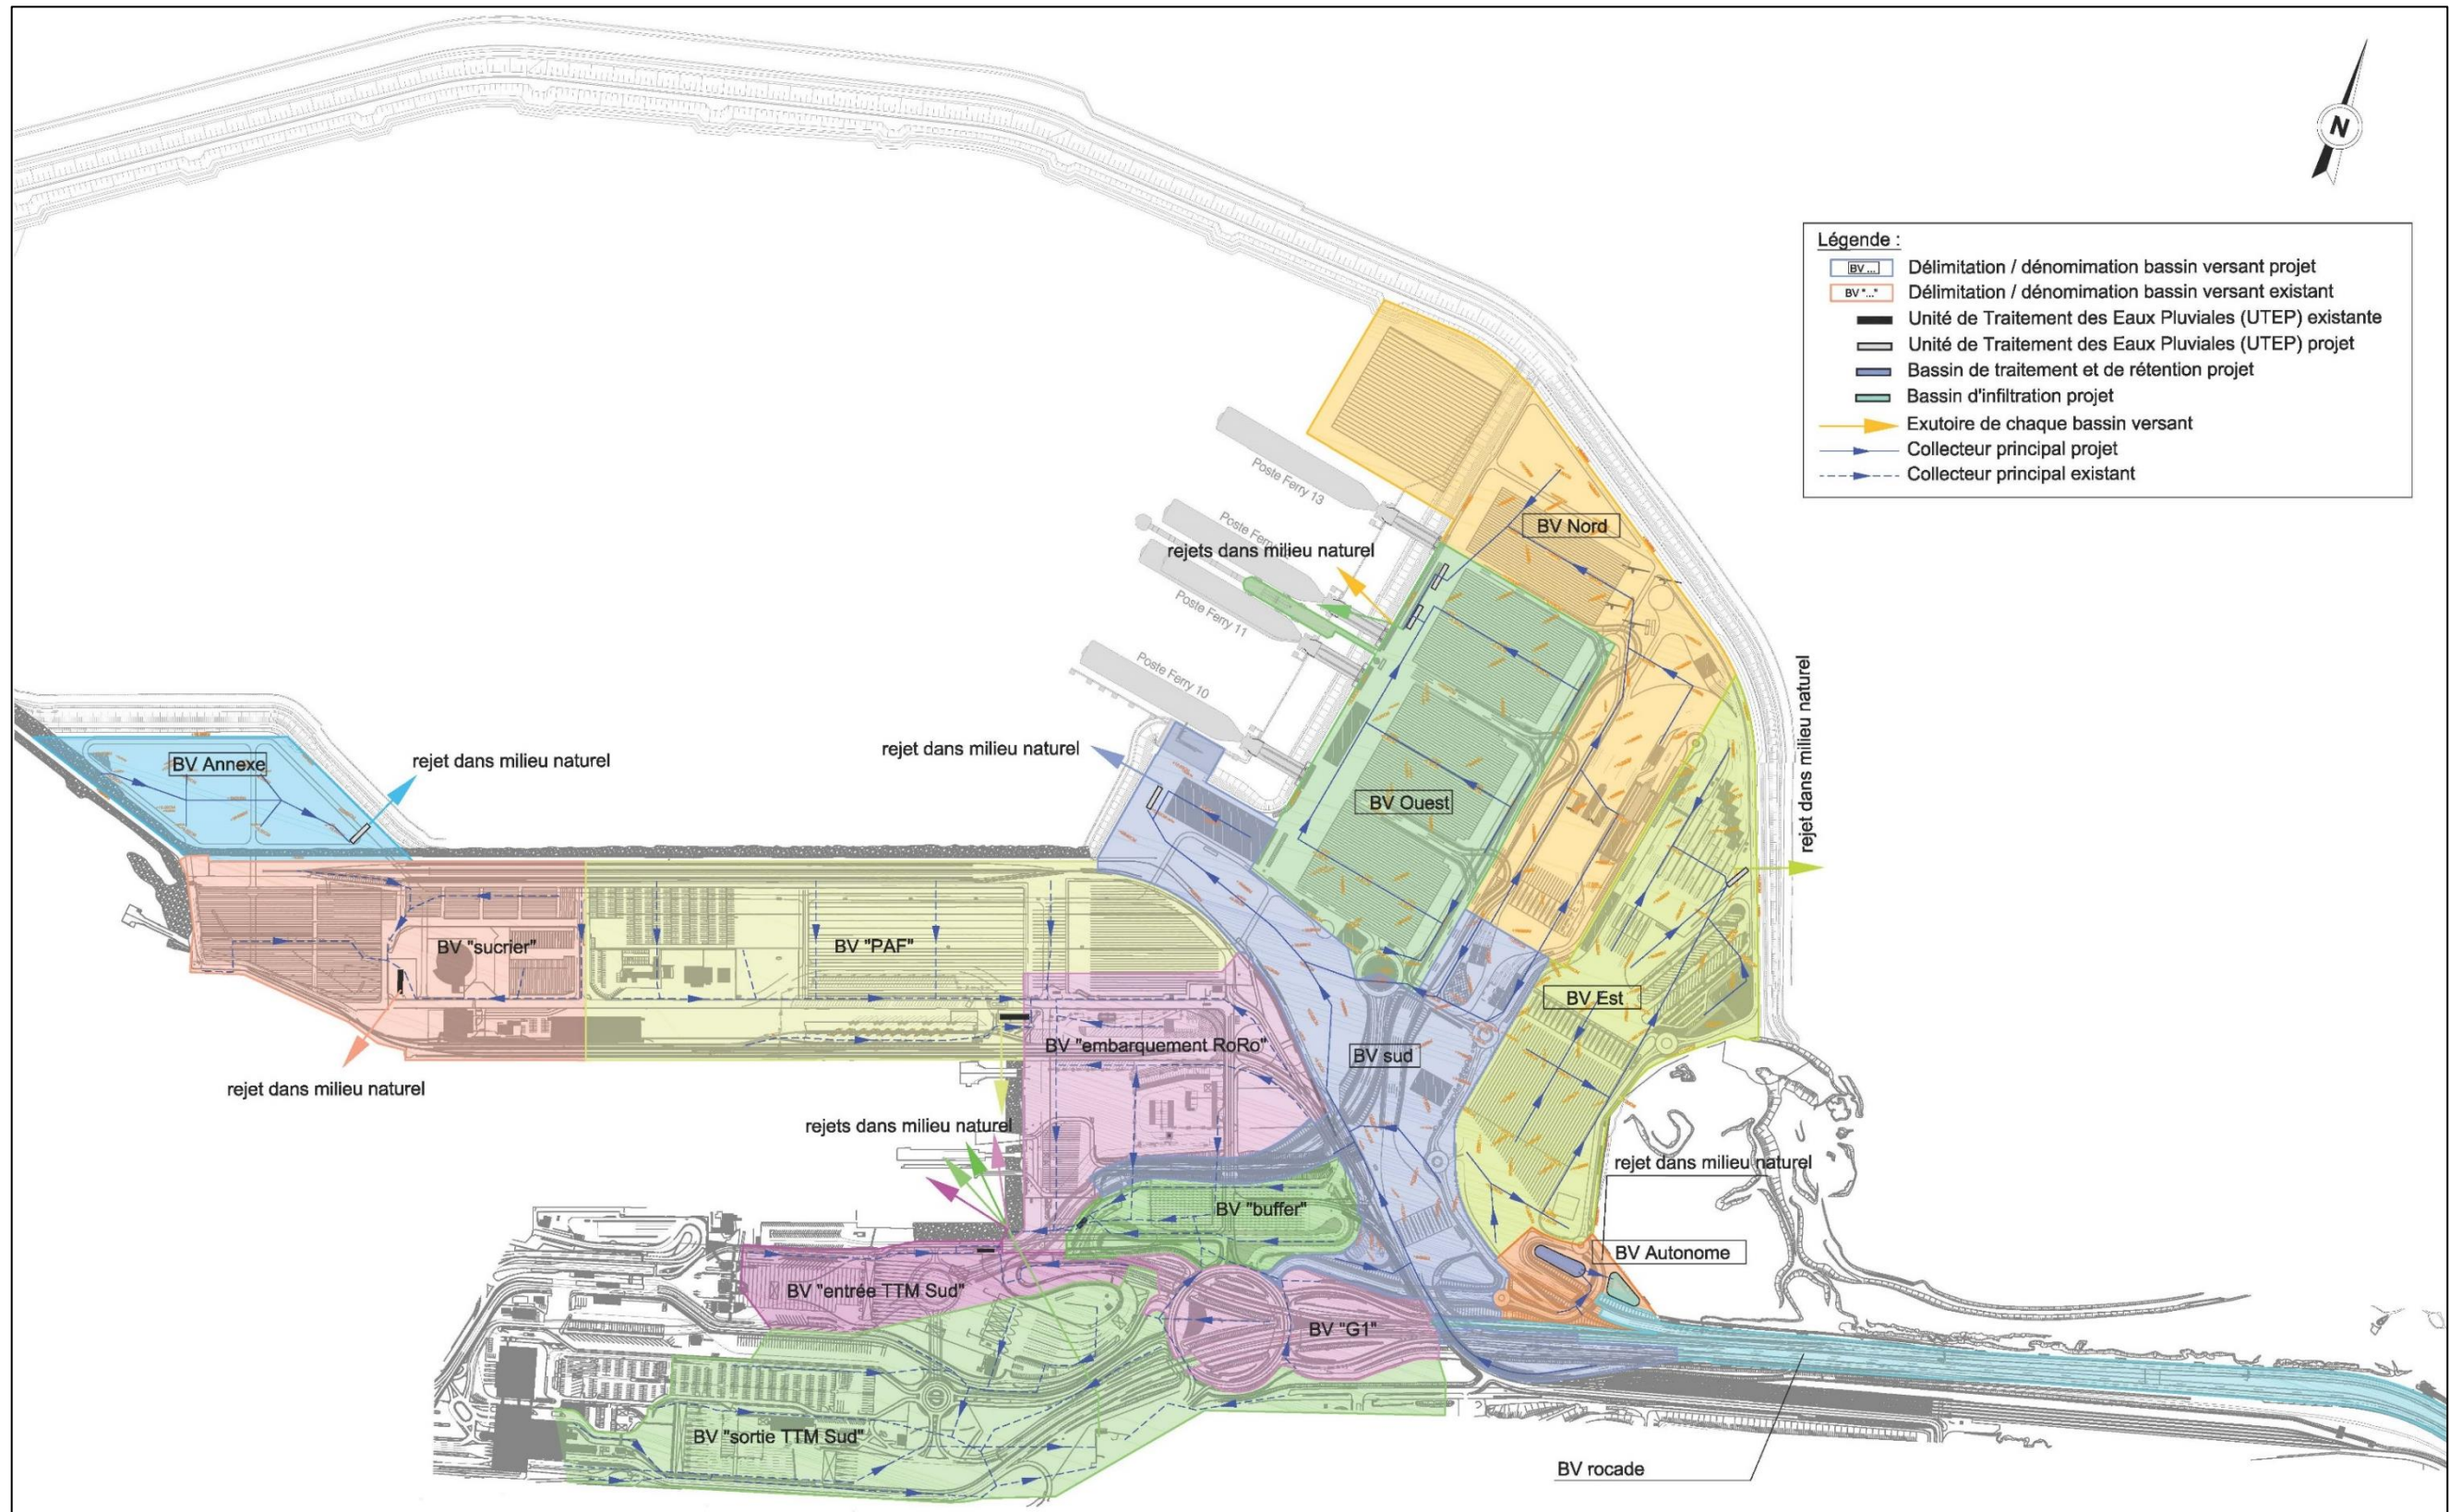 N
Légende :
BV ... Délimitation / dénomimation bassin versant projet
BV "..." Délimitation / dénomimation bassin versant existant
Unité de Traitement des Eaux Pluviales (UTEP) existante
Unité de Traitement des Eaux Pluviales (UTEP) projet
Bassin de traitement et de rétention projet
Bassin d'infiltration projet
Exutoire de chaque bassin versant
Collecteur principal projet
Collecteur principal existant
Poste Ferry 13
BV Nord
Poste
rejets dans milieu naturel
Poste Ferry 11
Poste Ferry 10
rejet dans milieu naturel
rejet dans milieu naturel
BV Annexe
rejet dans milieu naturel
BV Ouest
BV "sucrier"
BV "PAF"
BV Est
BV "embarquement RoRo"
BV sud
rejet dans milieu naturel
rejets dans milieu naturel
rejet dans milieu naturel
BV "buffer"
BV Autonome
BV "entrée TTM Sud"
BV "G1"
BV "sortie TTM Sud"
BV rocade